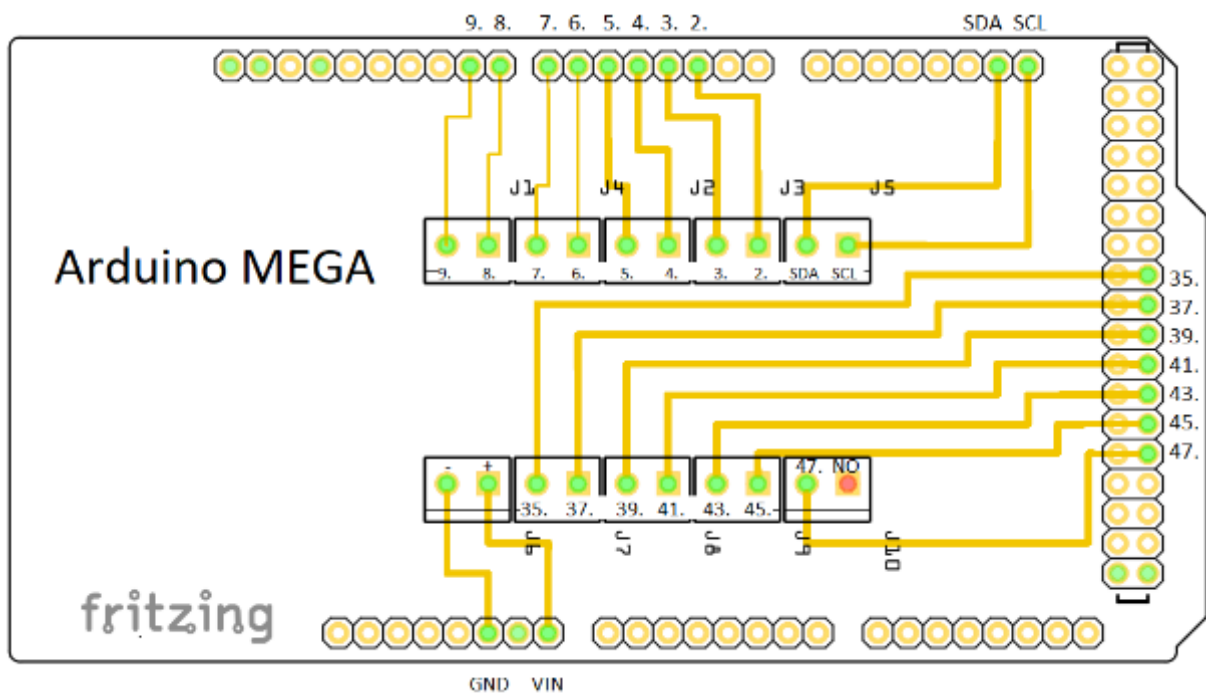 9. 8. 7. 6. 5. 4. 3. 2. SDA SCL
J1 J4 J2 J3 J5
Arduino MEGA
9. 8. 7. 6. 5. 4. 3. 2. SDA SCL
35.
37.
39.
41.
43.
45.
47.
- + 47. NO
35. 37. 39. 41. 43. 45.
J6 J7 J8 J9 J10
fritzing
GND VIN